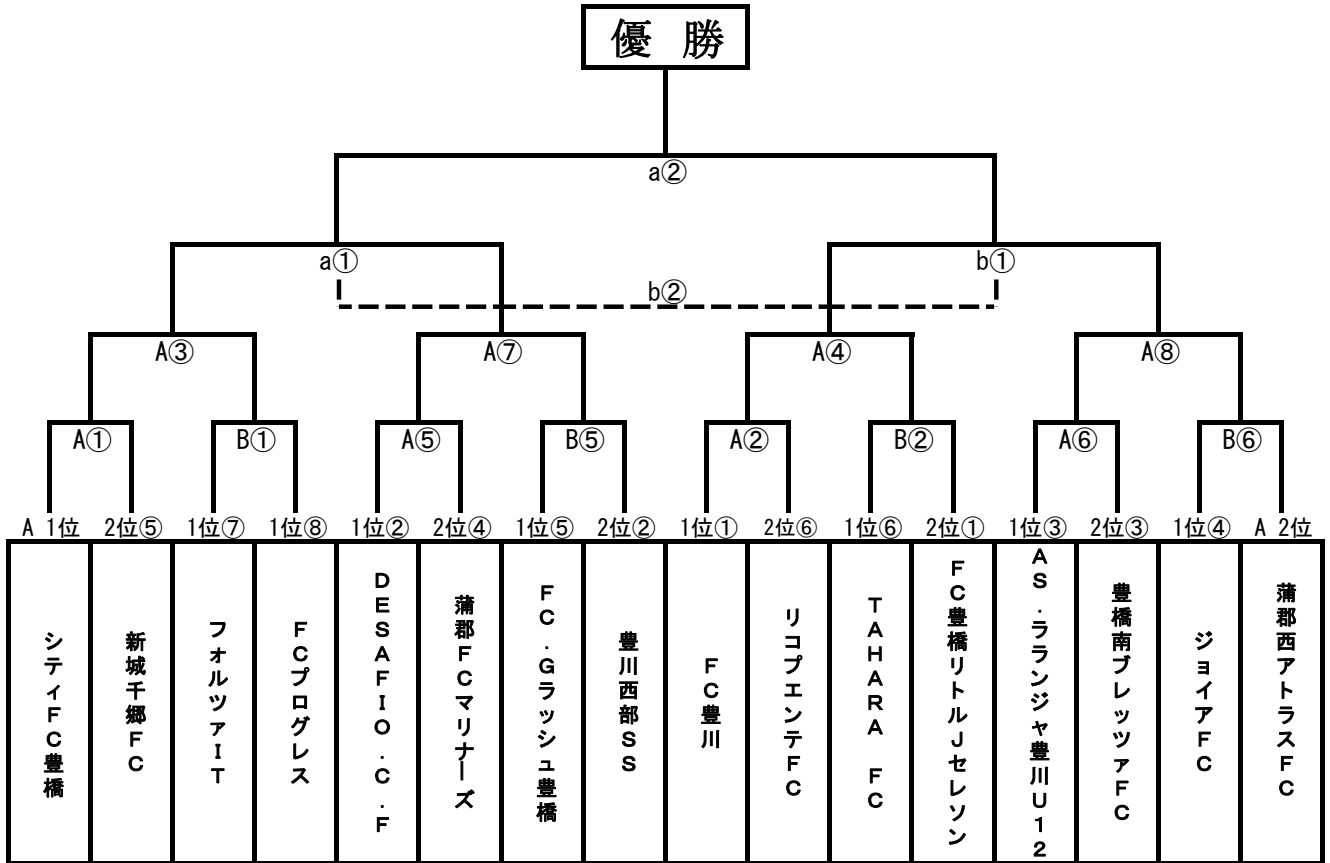 優 勝
a②
a① b①
b②
A③ A⑦ A④ A⑧
A① B① A⑤ B⑤ A② B② A⑥ B⑥
A 1位 2位⑤ 1位⑦ 1位⑧ 1位② 2位④ 1位⑤ 2位② 1位① 2位⑥ 1位⑥ 2位① 1位③ 2位③ 1位④ A 2位
シティFC豊橋
新城千郷FC
フォルツァIT
FCプログレス
DESAFIO.C.F
蒲郡FCマリナーズ
FC.Gラッシュ豊橋
豊川西部SS
FC豊川
リコプエンテFC
TAHARA FC
FC豊橋リトルJセレソン
AS.ラランジャ豊川U12
豊橋南ブレッツァFC
ジョイアFC
蒲郡西アトラスFC